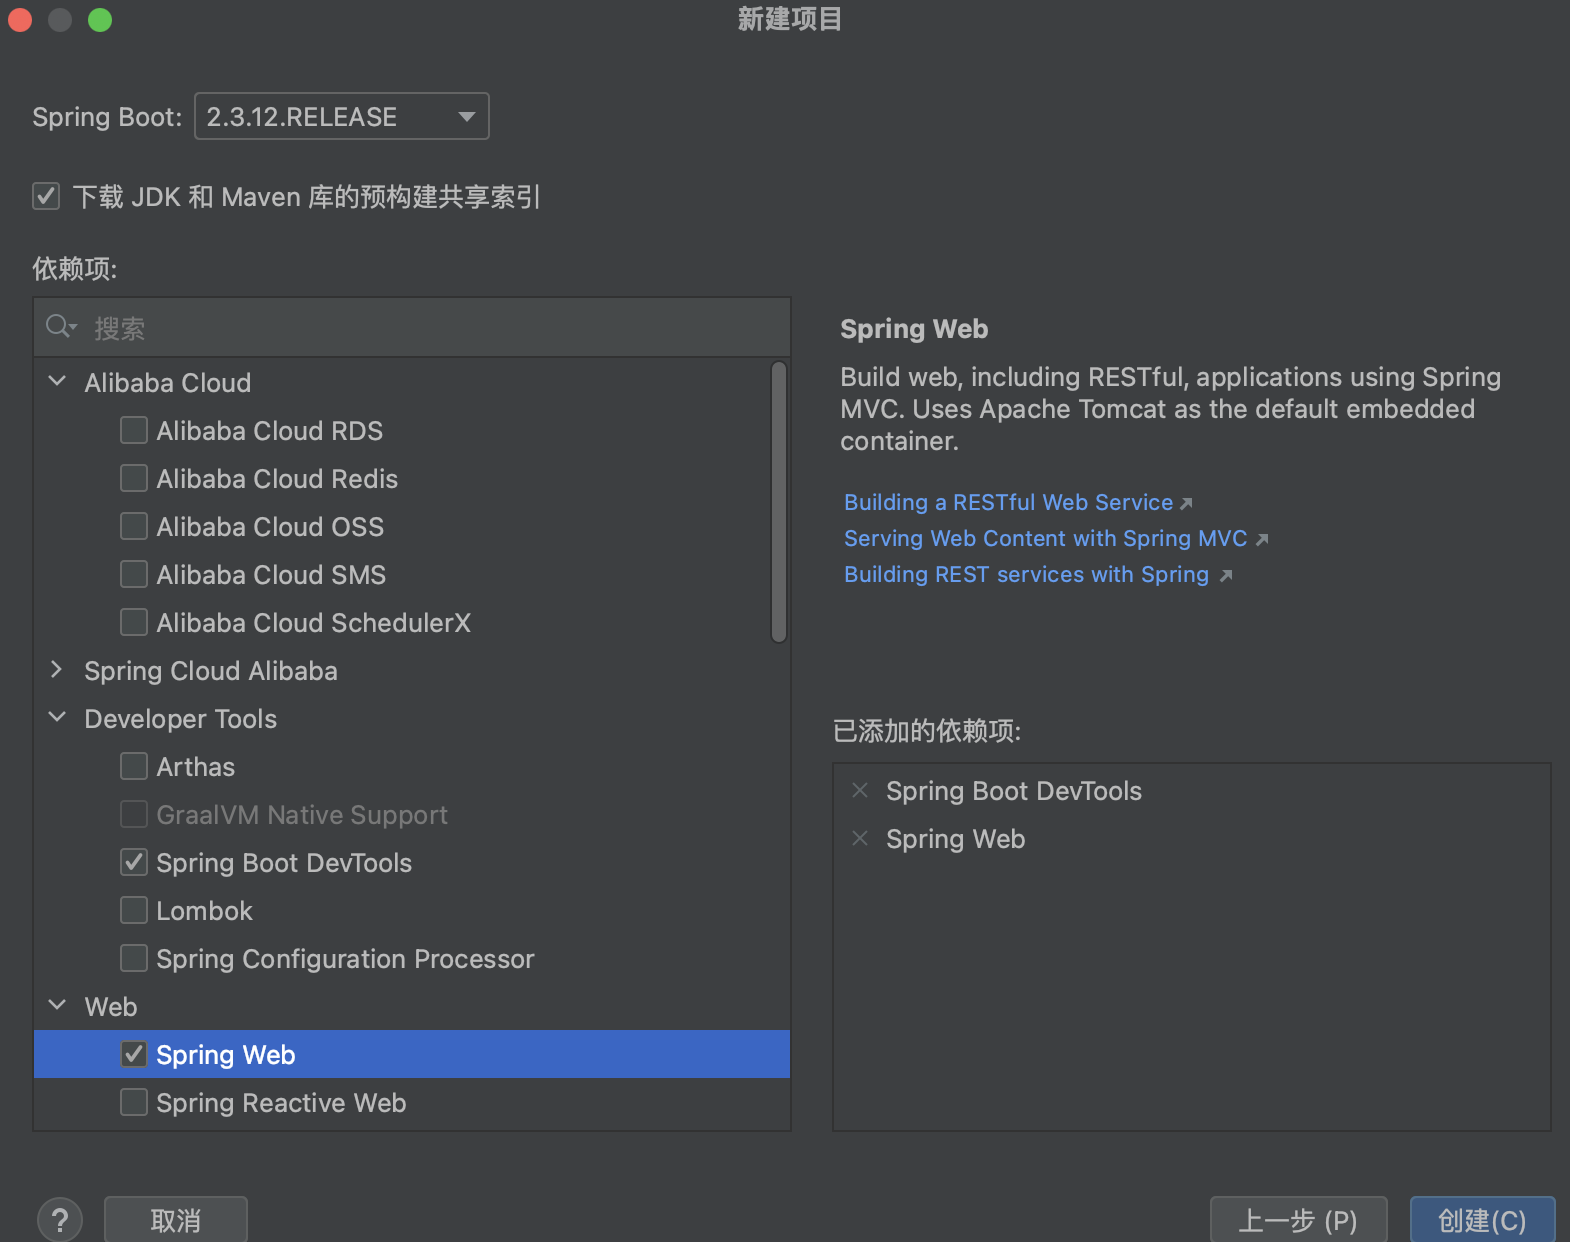 新建项目
Spring Boot: 2.3.12.RELEASE
下载 JDK 和 Maven 库的预构建共享索引
依赖项:
搜索
Alibaba Cloud
Alibaba Cloud RDS
Alibaba Cloud Redis
Alibaba Cloud OSS
Alibaba Cloud SMS
Alibaba Cloud SchedulerX
Spring Cloud Alibaba
Developer Tools
Arthas
GraalVM Native Support
Spring Boot DevTools
Lombok
Spring Configuration Processor
Web
Spring Web
Spring Reactive Web
Spring Web
Build web, including RESTful, applications using Spring
MVC. Uses Apache Tomcat as the default embedded
container.
Building a RESTful Web Service
Serving Web Content with Spring MVC
Building REST services with Spring
已添加的依赖项:
Spring Boot DevTools
Spring Web
?
取消
上一步 (P)
创建(C)